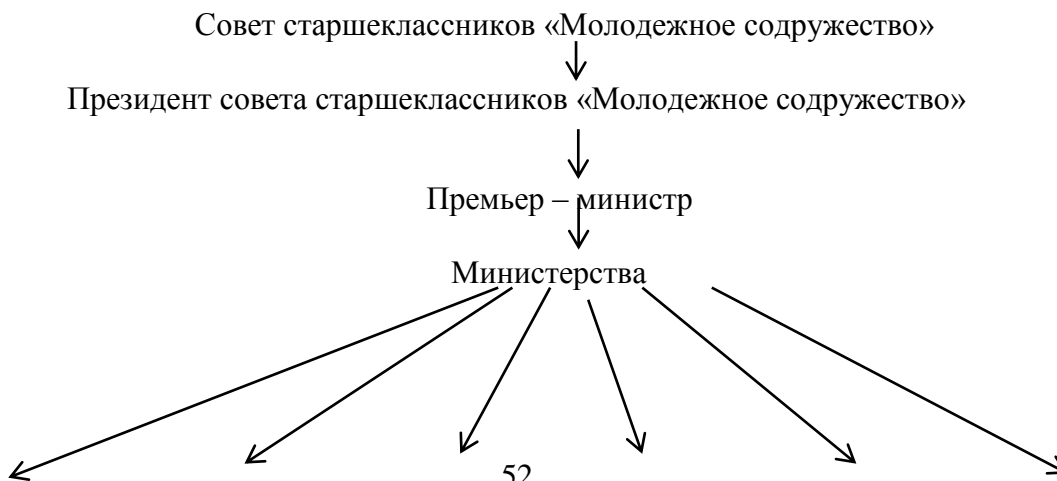 Совет старшеклассников «Молодежное содружество»
Президент совета старшеклассников «Молодежное содружество»
Премьер – министр
Министерства
52